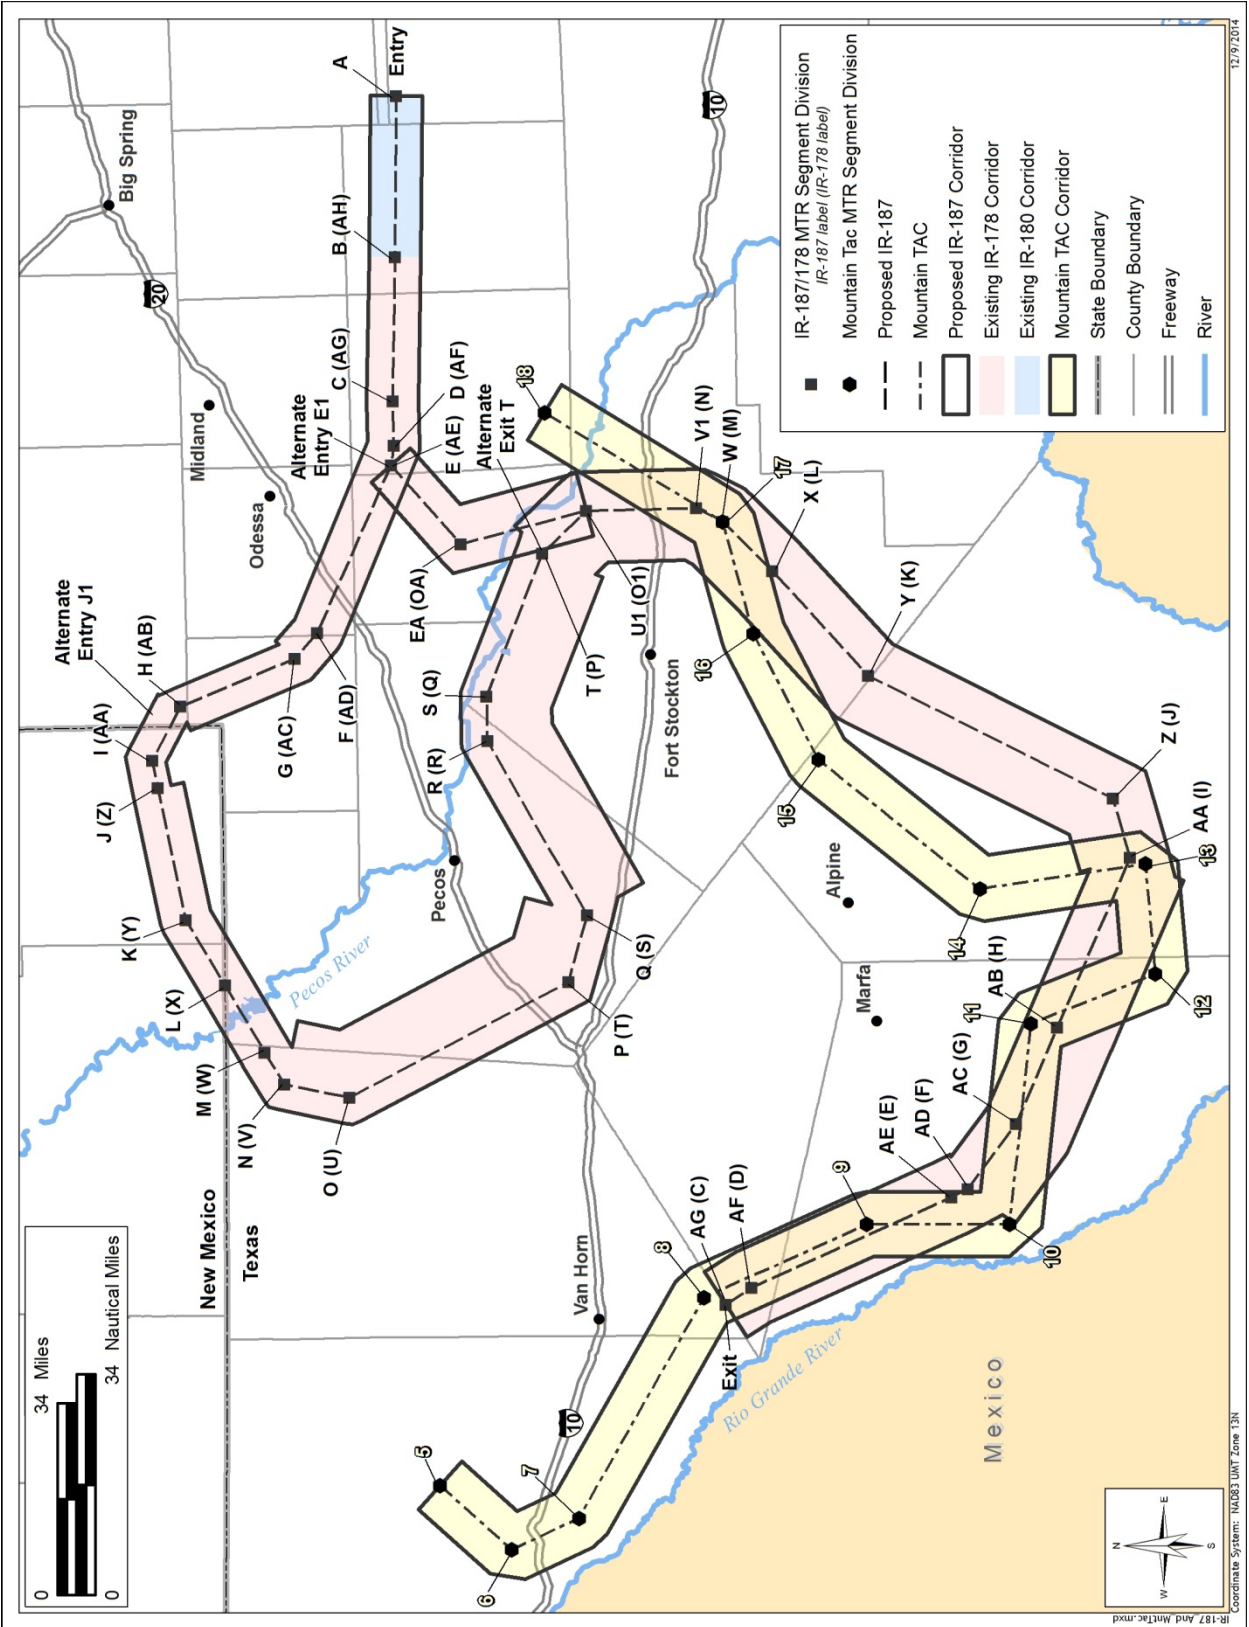 0 34 Miles
0 34 Nautical Miles
New Mexico
Texas
Big Spring
20
Midland
Odessa
Pecos
Pecos River
Van Horn
10
10
Fort Stockton
Alpine
Marfa
Rio Grande River
Mexico
A
Entry
B (AH)
C (AG)
D (AF)
Alternate
Entry E1
E (AE)
Alternate
Exit T
EA (OA)
F (AD)
G (AC)
H (AB)
Alternate
Entry J1
I (AA)
J (Z)
K (Y)
L (X)
M (W)
N (V)
O (U)
P (T)
Q (S)
R (R)
S (Q)
T (P)
U1 (O1)
V1 (N)
W (M)
X (L)
Y (K)
Z (J)
AA (I)
AB (H)
AC (G)
AD (F)
AE (E)
AF (D)
AG (C)
Exit
5
6
7
8
9
10
11
12
13
14
15
16
17
18
IR-187/178 MTR Segment Division
IR-187 label (IR-178 label)
Mountain Tac MTR Segment Division
Proposed IR-187
Mountain TAC
Proposed IR-187 Corridor
Existing IR-178 Corridor
Existing IR-180 Corridor
Mountain TAC Corridor
State Boundary
County Boundary
Freeway
River
N
W
E
S
IR-187_And_MntTac.mxd
Coordinate System: NAD83 UMT Zone 13N
12/9/2014